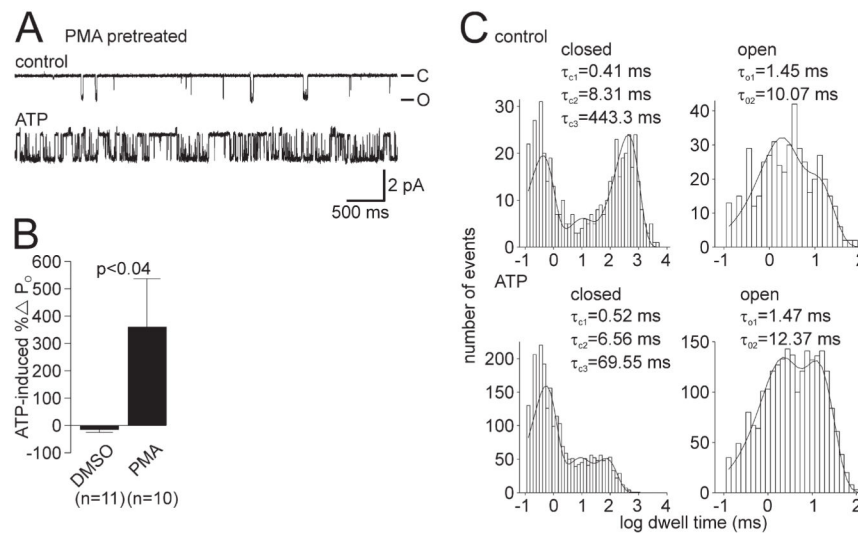 A
PMA pretreated
control
C
O
ATP
2 pA
500 ms
B
ATP-induced %△ Pₒ
600
500
400
300
200
100
0
-100
p<0.04
DMSO
PMA
(n=11)
(n=10)
C
control
closed
τc1=0.41 ms
τc2=8.31 ms
τc3=443.3 ms
open
τo1=1.45 ms
τ02=10.07 ms
30
20
10
0
-1 0 1 2 3 4
40
30
20
10
0
-1 0 1 2
ATP
closed
τc1=0.52 ms
τc2=6.56 ms
τc3=69.55 ms
open
τo1=1.47 ms
τ02=12.37 ms
200
150
100
50
0
-1 0 1 2 3 4
150
100
50
0
-1 0 1 2
number of events
log dwell time (ms)